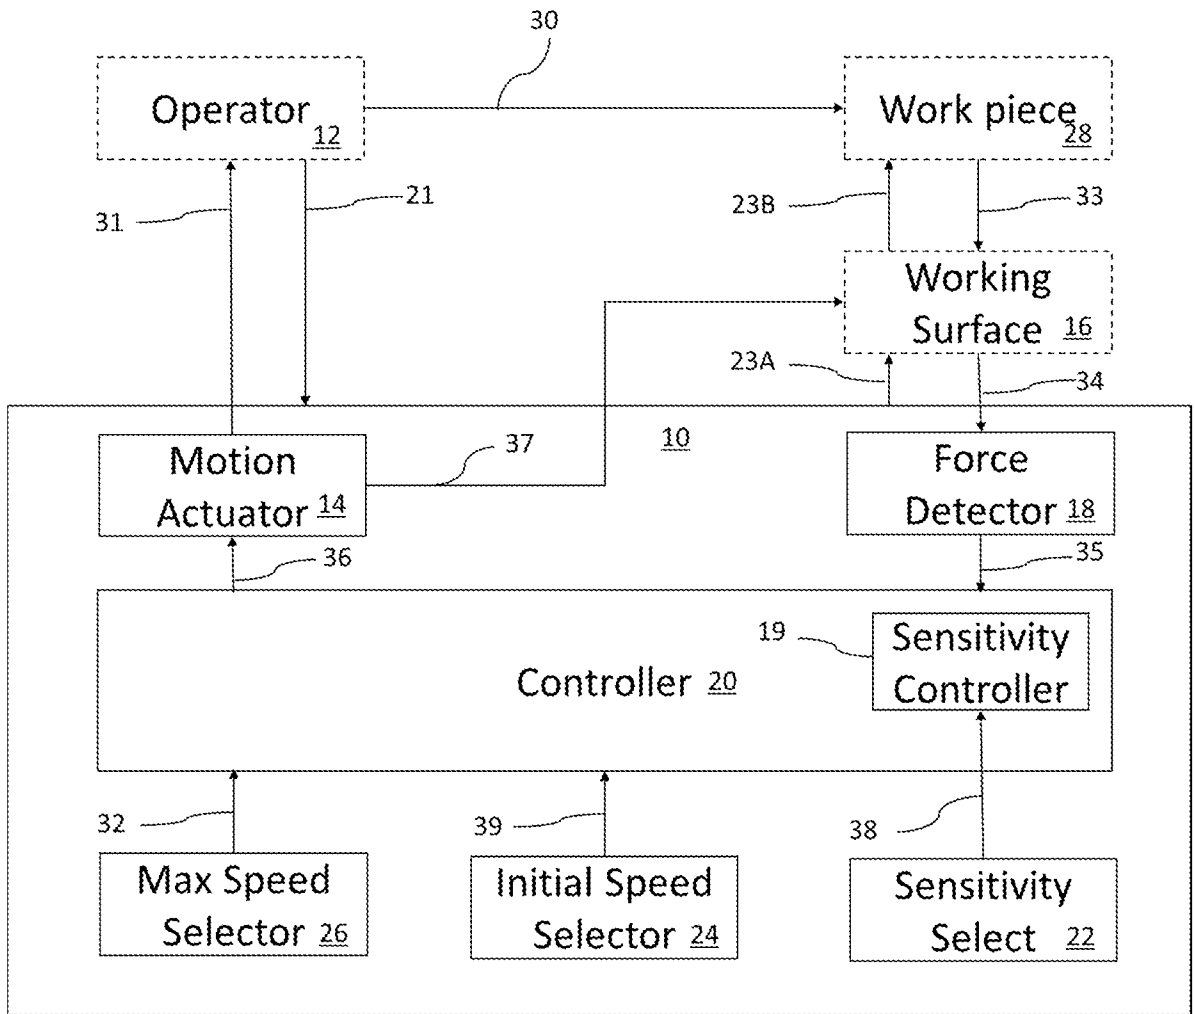 30
Operator
12
Work piece
28
31
21
23B
33
Working
Surface 16
23A
34
10
Motion
Actuator 14
37
Force
Detector 18
36
35
19
Sensitivity
Controller
Controller 20
32
39
38
Max Speed
Selector 26
Initial Speed
Selector 24
Sensitivity
Select 22